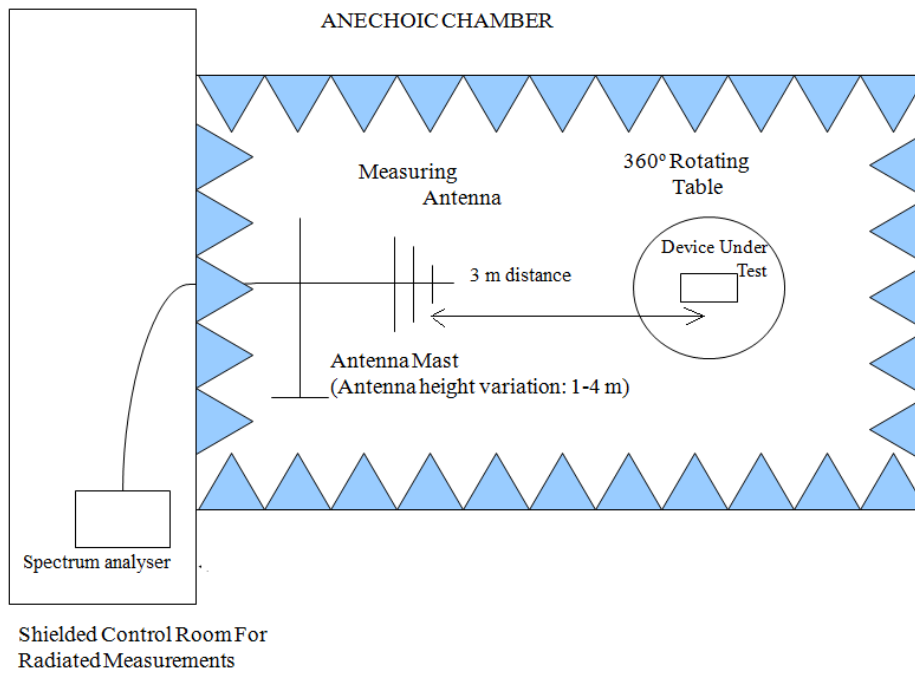 ANECHOIC CHAMBER
Measuring
Antenna
360º Rotating
Table
Device Under
Test
3 m distance
Antenna Mast
(Antenna height variation: 1-4 m)
Spectrum analyser
Shielded Control Room For
Radiated Measurements